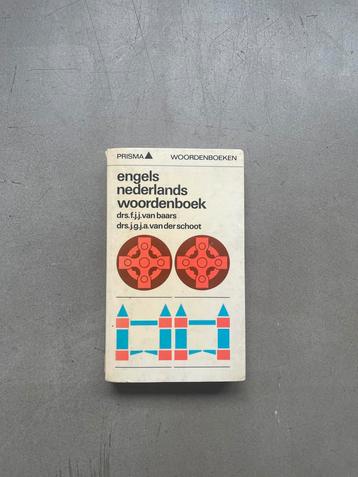 PRISMA WOORDENBOEKEN
engels
nederlands
woordenboek
drs.f.j.j.van baars
drs.j.g.j.a.van der schoot